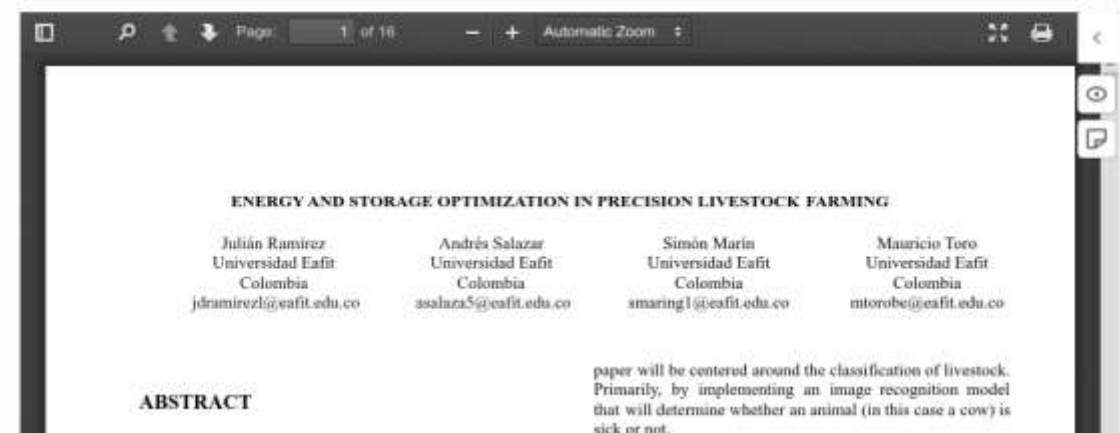 Page: 1 of 16 Automatic Zoom
ENERGY AND STORAGE OPTIMIZATION IN PRECISION LIVESTOCK FARMING
Julián Ramírez Andrés Salazar Simón Marín Mauricio Toro
Universidad Eafit Universidad Eafit Universidad Eafit Universidad Eafit
Colombia Colombia Colombia Colombia
jdramirezl@eafit.edu.co asalaza5@eafit.edu.co smaring1@eafit.edu.co mtorobe@eafit.edu.co
ABSTRACT
paper will be centered around the classification of livestock.
Primarily, by implementing an image recognition model
that will determine whether an animal (in this case a cow) is
sick or not.